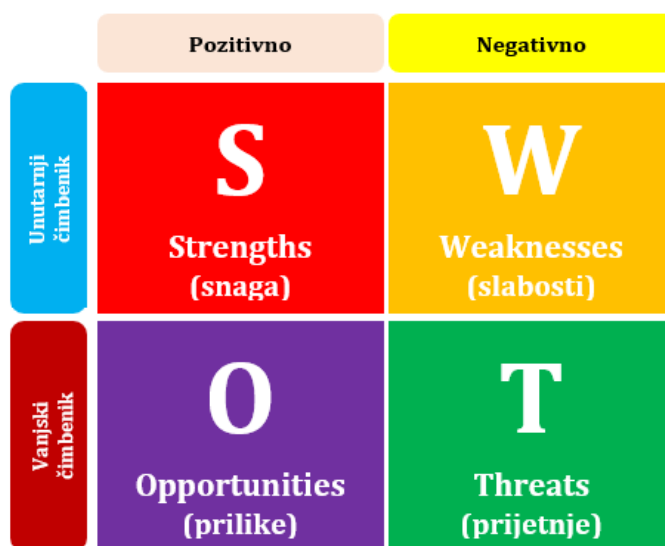 Pozitivno
Negativno
Unutarnji
čimbenik
S
Strengths
(snaga)
W
Weaknesses
(slabosti)
Vanjski
čimbenik
O
Opportunities
(prilike)
T
Threats
(prijetnje)